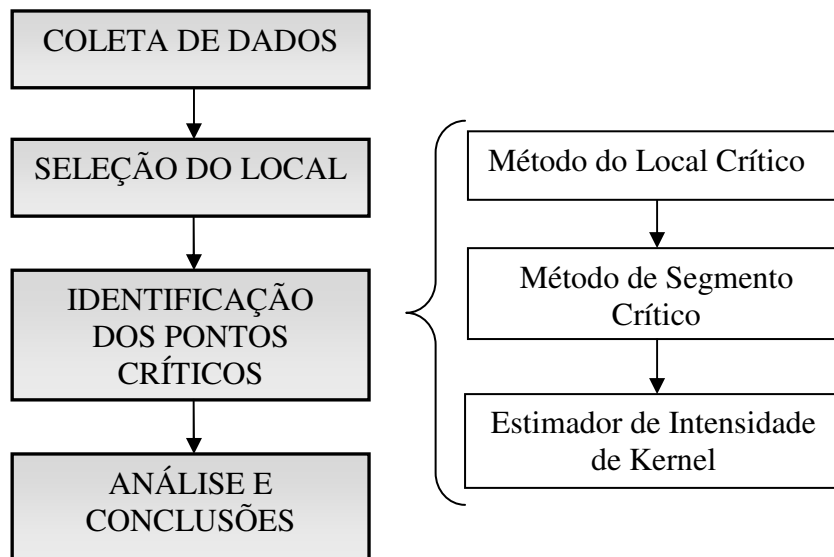 COLETA DE DADOS
SELEÇÃO DO LOCAL
IDENTIFICAÇÃO
DOS PONTOS
CRÍTICOS
ANÁLISE E
CONCLUSÕES
Método do Local Crítico
Método de Segmento
Crítico
Estimador de Intensidade
de Kernel